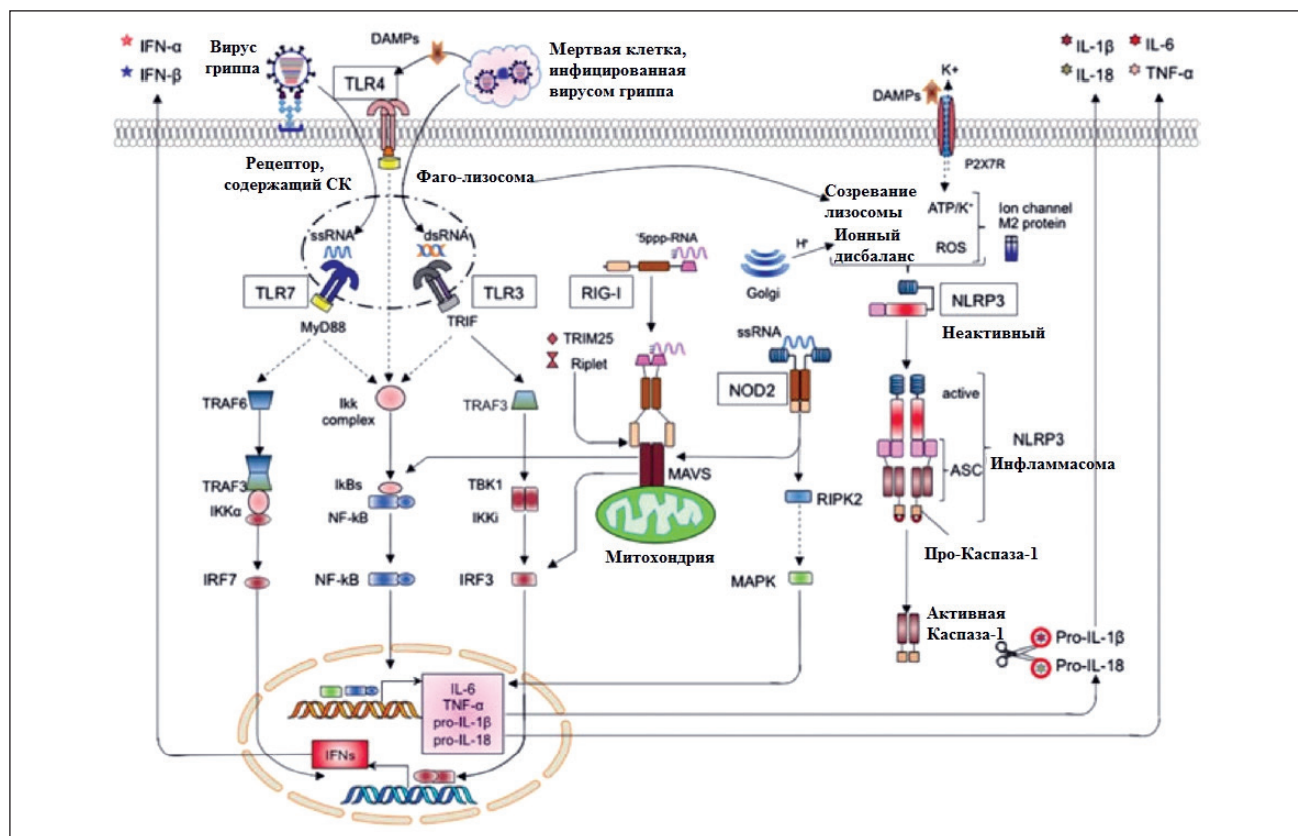 IFN-α
IFN-β
Вирус
гриппа
DAMPs
TLR4
Мертвая клетка,
инфицированная
вирусом гриппа
K+
DAMPs
IL-1β
IL-6
IL-18
TNF-α
P2X7R
Рецептор,
содержащий СК
Фаго-лизосома
Созревание
лизосомы
ATP/K⁺
Ion channel
M2 protein
Ионный
дисбаланс
ROS
H⁺
Golgi
ssRNA
dsRNA
TLR7
TLR3
MyD88
TRIF
'5ppp-RNA
RIG-I
NLRP3
Неактивный
TRIM25
Riplet
ssRNA
NOD2
TRAF6
Ikk
complex
TRAF3
active
NLRP3
Инфламмасома
ASC
TRAF3
IKKα
IkBs
NF-kB
TBK1
IKKi
MAVS
RIPK2
Митохондрия
Про-Каспаза-1
IRF7
NF-kB
IRF3
MAPK
Активная
Каспаза-1
Pro-IL-1β
Pro-IL-18
IL-6
TNF-α
pro-IL-1β
pro-IL-18
IFNs